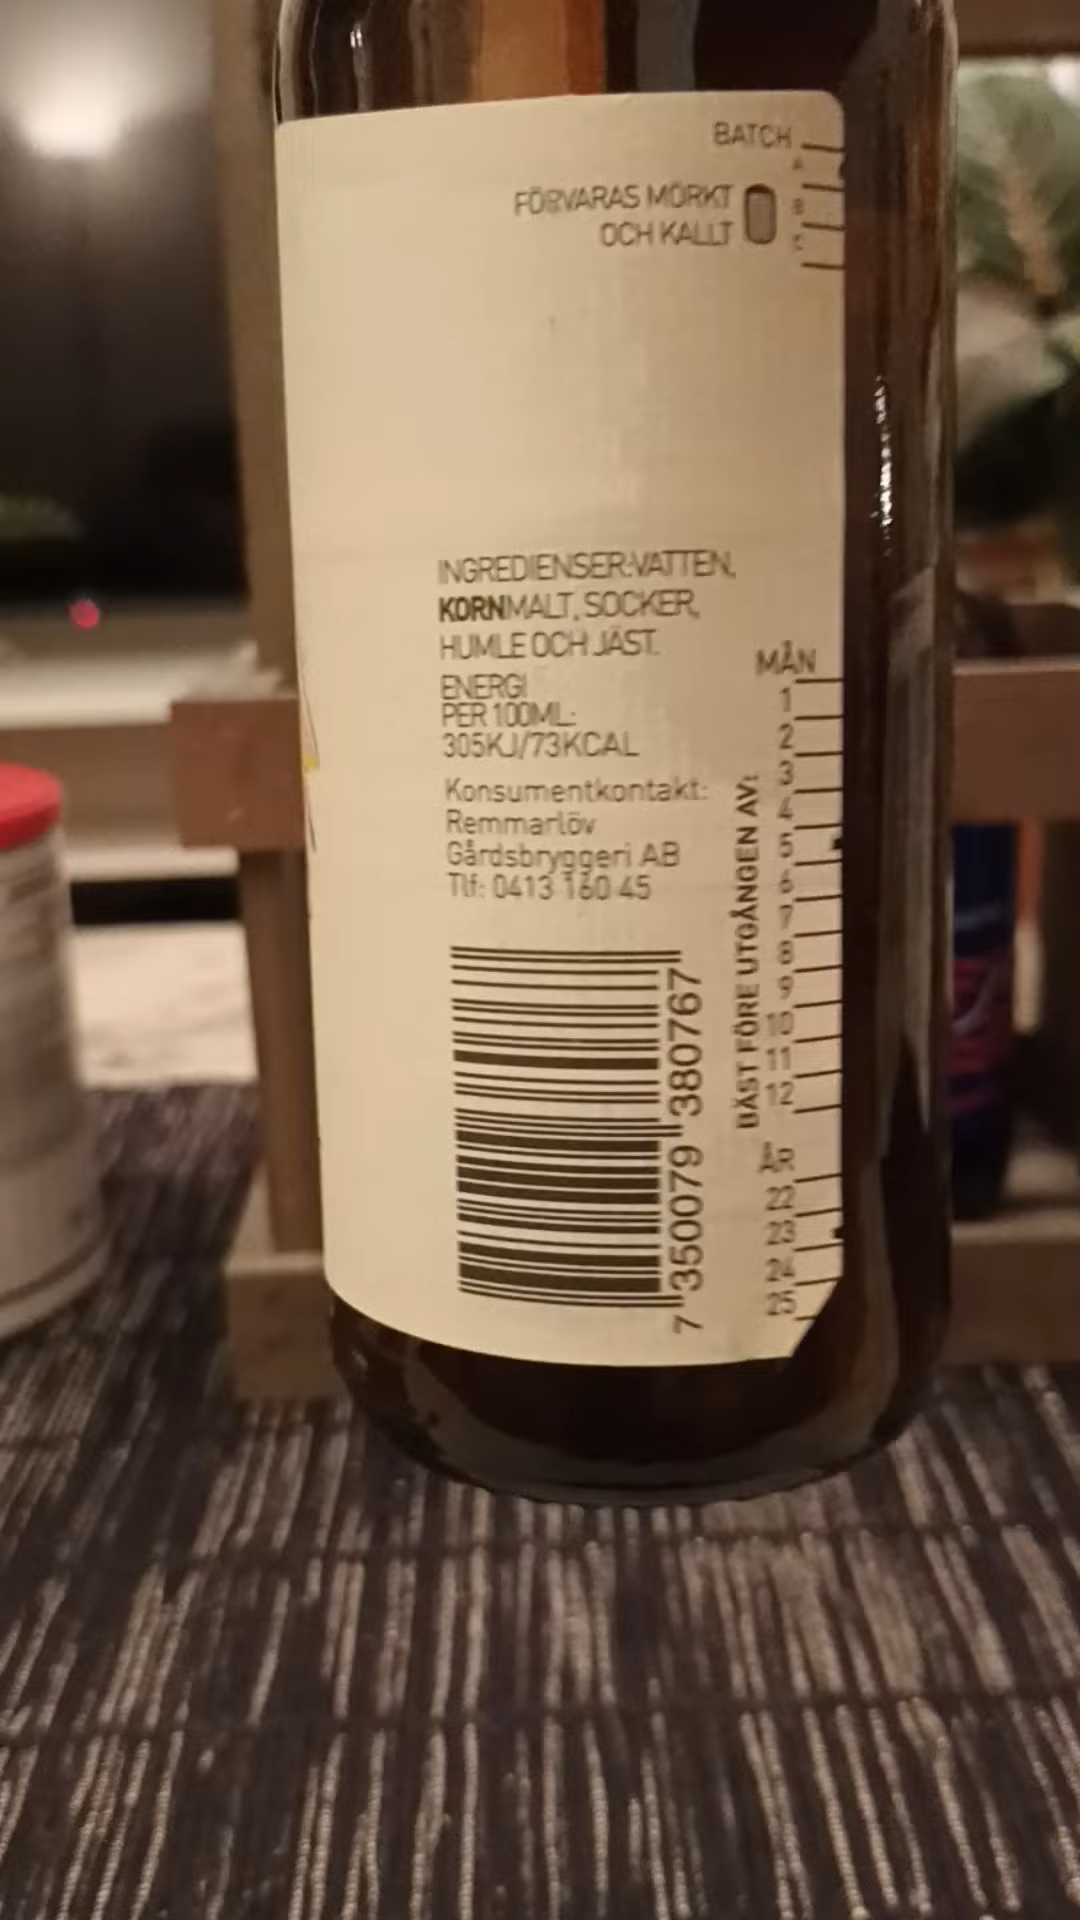 BATCH
A
FÖRVARAS MÖRKT
B
OCH KALLT
C
INGREDIENSER:VATTEN,
KORNMALT, SOCKER,
HUMLE OCH JÄST.
ENERGI
PER 100ML:
305KJ/73KCAL
Konsumentkontakt:
Remmarlöv
Gårdsbryggeri AB
Tlf: 0413 160 45
7 350079 380767
BÄST FÖRE UTGÅNGEN AV:
MÅN
1
2
3
4
5
6
7
8
9
10
11
12
ÅR
22
23
24
25